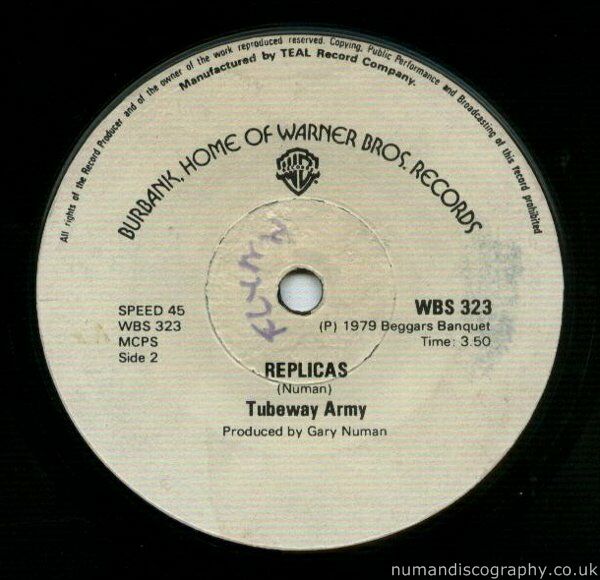 All rights of the Record Producer and of the owner of the work reproduced reserved. Copying, Public Performance and Broadcasting of this record prohibited
Manufactured by TEAL Record Company.
BURBANK, HOME OF WARNER BROS. RECORDS
SPEED 45
WBS 323
MCPS
Side 2
WBS 323
(P) 1979 Beggars Banquet
Time: 3.50
REPLICAS
(Numan)
Tubeway Army
Produced by Gary Numan
numandiscography.co.uk